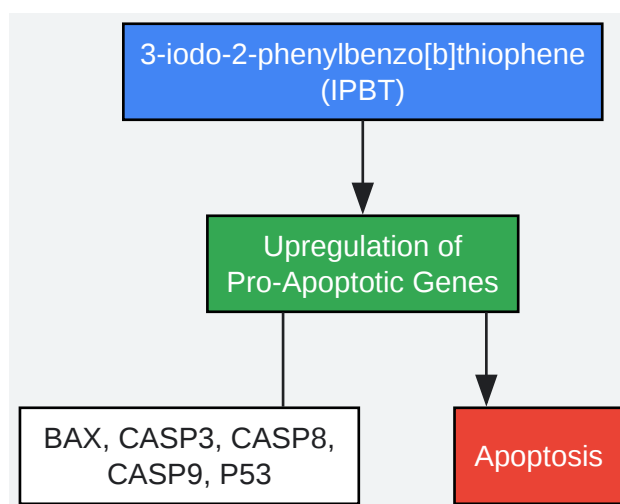 3-iodo-2-phenylbenzo[b]thiophene
(IPBT)
Upregulation of
Pro-Apoptotic Genes
BAX, CASP3, CASP8,
CASP9, P53
Apoptosis